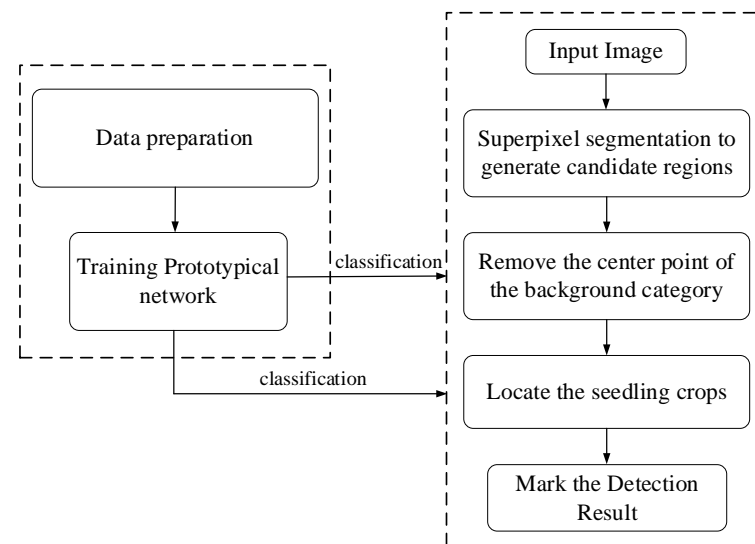 Data preparation
Training Prototypical
network
classification
classification
Input Image
Superpixel segmentation to
generate candidate regions
Remove the center point of
the background category
Locate the seedling crops
Mark the Detection
Result